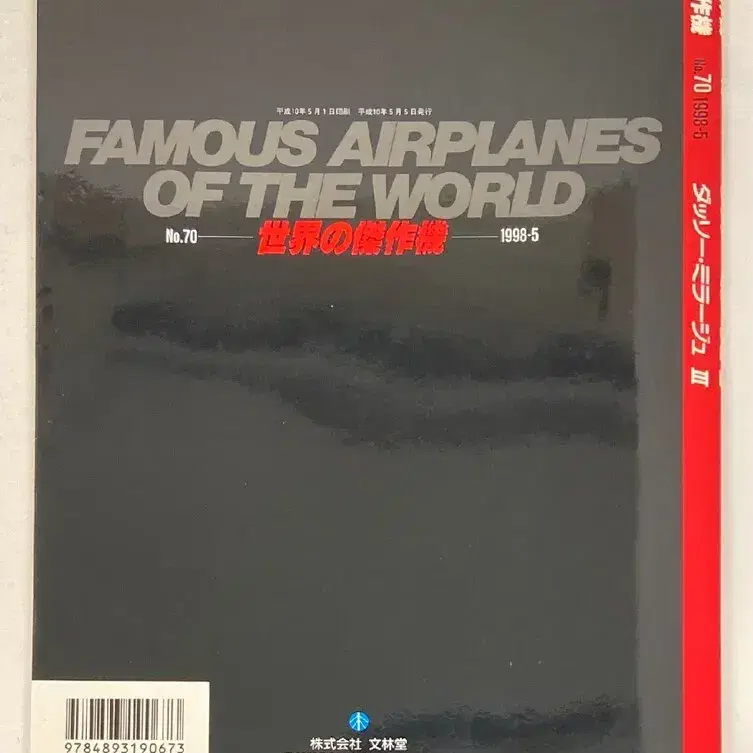 平成10年5月1日印刷　平成10年5月5日発行
FAMOUS AIRPLANES
OF THE WORLD
No.70 世界の傑作機 1998-5
作機 No.70 1998-5 ダッソー・ミラージュ III
9784893190673
株式会社 文林堂